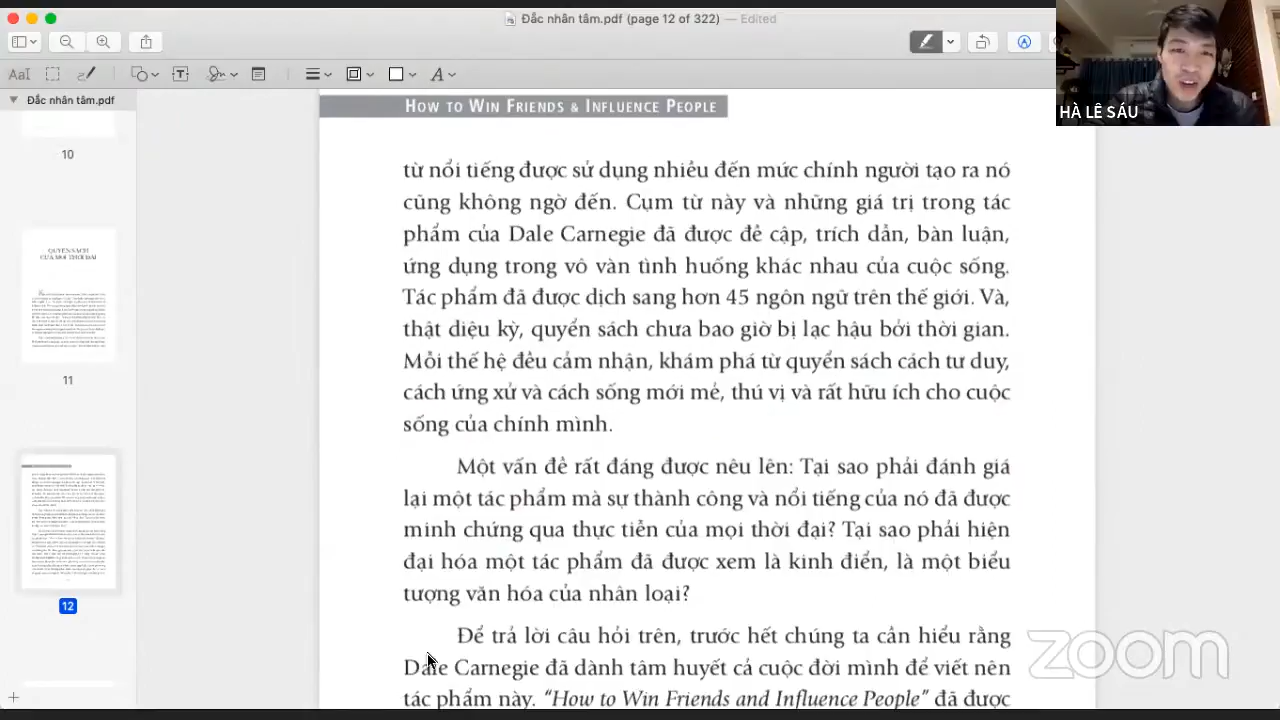 Đắc nhân tâm.pdf (page 12 of 322) — Edited
Đắc nhân tâm.pdf
10
11
12
HOW TO WIN FRIENDS & INFLUENCE PEOPLE
từ nổi tiếng được sử dụng nhiều đến mức chính người tạo ra nó
cũng không ngờ đến. Cụm từ này và những giá trị trong tác
phẩm của Dale Carnegie đã được đề cập, trích dẫn, bàn luận,
ứng dụng trong vô vàn tình huống khác nhau của cuộc sống.
Tác phẩm đã được dịch sang hơn 45 ngôn ngữ trên thế giới. Và,
thật diệu kỳ, quyển sách chưa bao giờ bị lạc hậu bởi thời gian.
Mỗi thế hệ đều cảm nhận, khám phá từ quyển sách cách tư duy,
cách ứng xử và cách sống mới mẻ, thú vị và rất hữu ích cho cuộc
sống của chính mình.
Một vấn đề rất đáng được nêu lên: Tại sao phải đánh giá
lại một tác phẩm mà sự thành công và nổi tiếng của nó đã được
minh chứng qua thực tiễn của mọi thời đại? Tại sao phải hiện
đại hóa một tác phẩm đã được xem là kinh điển, là một biểu
tượng văn hóa của nhân loại?
Để trả lời câu hỏi trên, trước hết chúng ta cần hiểu rằng
Dale Carnegie đã dành tâm huyết cả cuộc đời mình để viết nên
tác phẩm này. “How to Win Friends and Influence People” đã được
HÀ LÊ SÁU
zoom